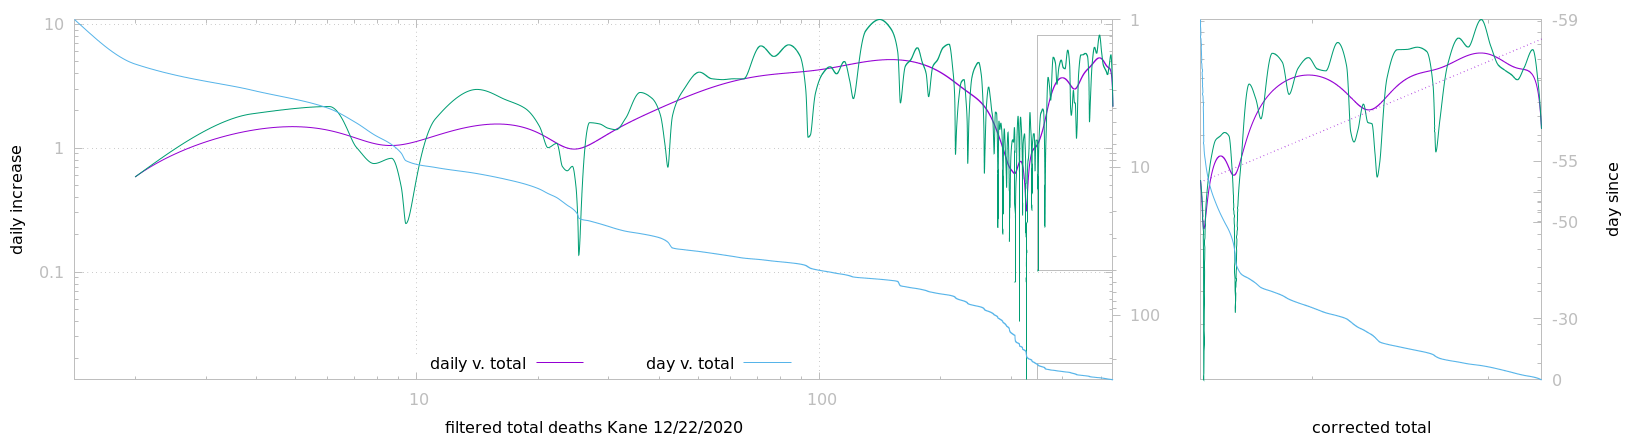 10
1
0.1
daily increase
10
100
filtered total deaths Kane 12/22/2020
daily v. total
day v. total
1
10
100
-59
-55
-50
-30
0
day since
corrected total